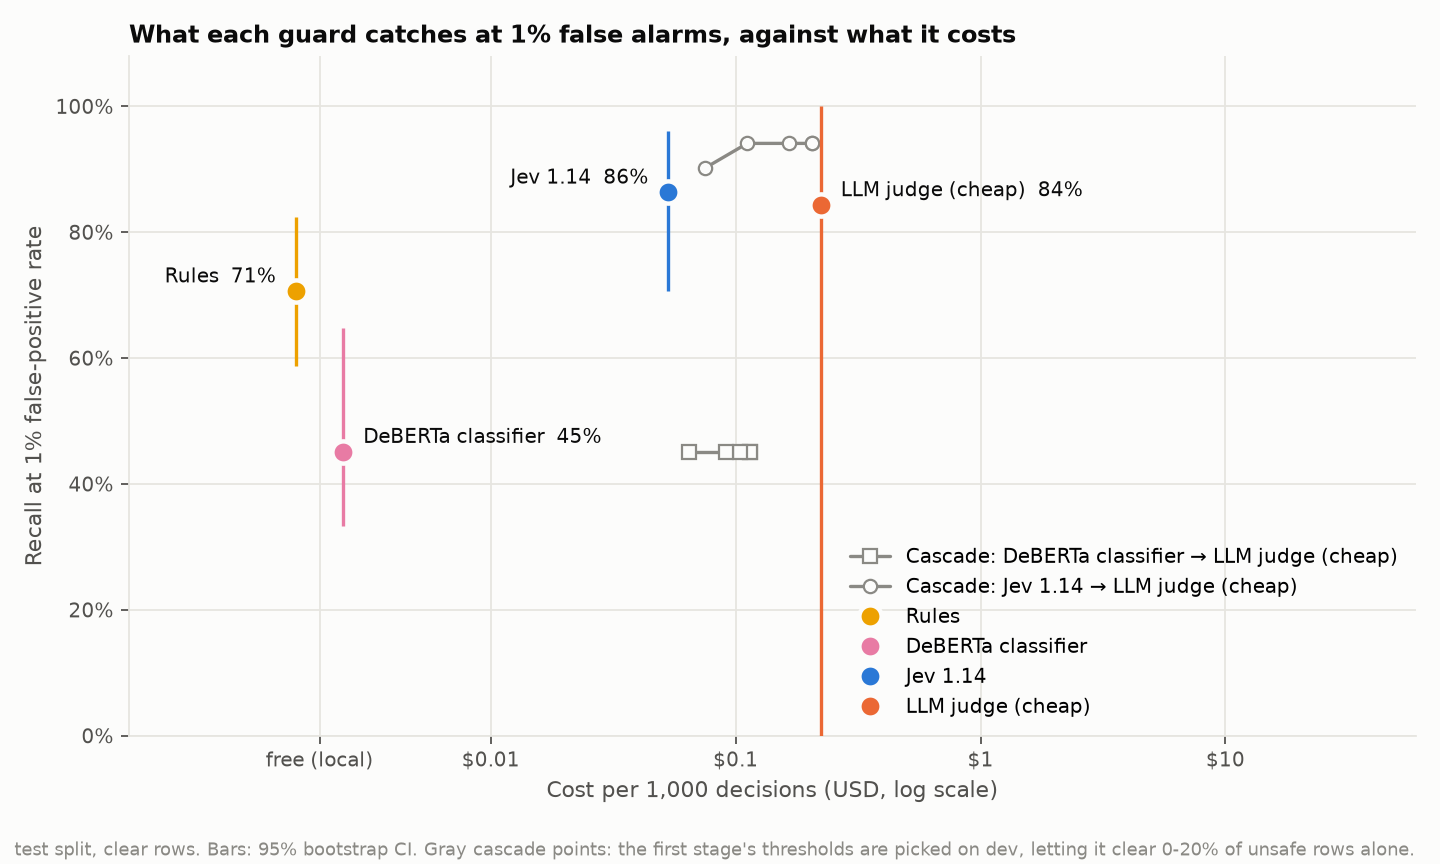 What each guard catches at 1% false alarms, against what it costs
Recall at 1% false-positive rate
100%
80%
60%
40%
20%
0%
Jev 1.14 86%
LLM judge (cheap) 84%
Rules 71%
DeBERTa classifier 45%
Cascade: DeBERTa classifier → LLM judge (cheap)
Cascade: Jev 1.14 → LLM judge (cheap)
Rules
DeBERTa classifier
Jev 1.14
LLM judge (cheap)
free (local)
$0.01
$0.1
$1
$10
Cost per 1,000 decisions (USD, log scale)
test split, clear rows. Bars: 95% bootstrap CI. Gray cascade points: the first stage's thresholds are picked on dev, letting it clear 0-20% of unsafe rows alone.